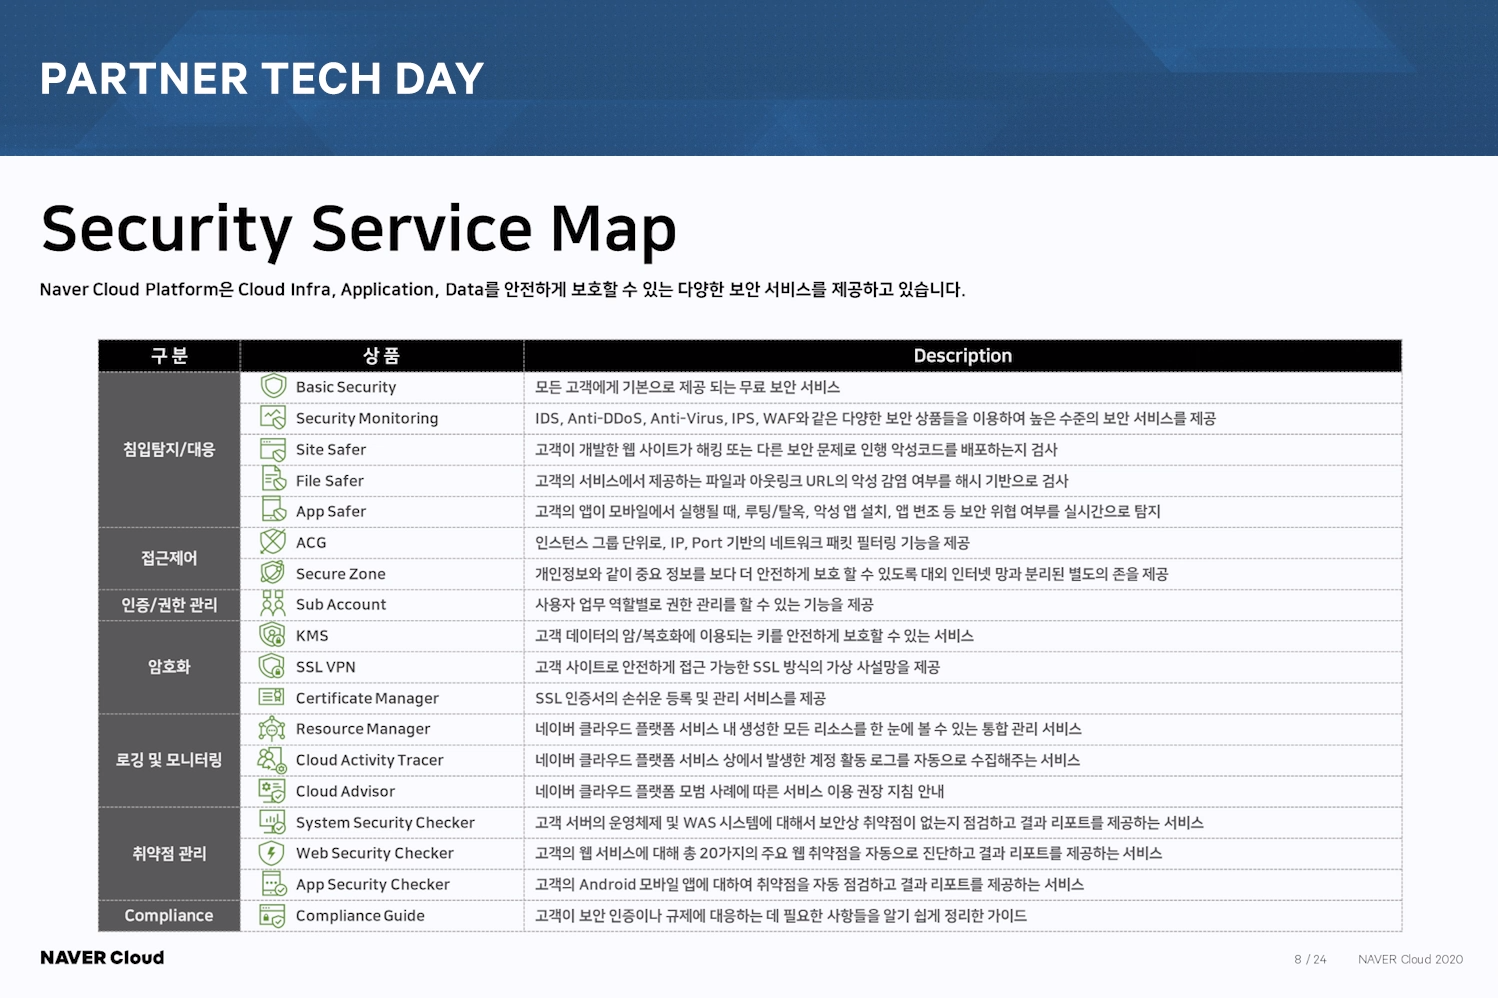 PARTNER TECH DAY
Security Service Map
Naver Cloud Platform은 Cloud Infra, Application, Data를 안전하게 보호할 수 있는 다양한 보안 서비스를 제공하고 있습니다.
구 분 상 품 Description
침입탐지/대응
Basic Security 모든 고객에게 기본으로 제공 되는 무료 보안 서비스
Security Monitoring IDS, Anti-DDoS, Anti-Virus, IPS, WAF와 같은 다양한 보안 상품들을 이용하여 높은 수준의 보안 서비스를 제공
Site Safer 고객이 개발한 웹 사이트가 해킹 또는 다른 보안 문제로 인행 악성코드를 배포하는지 검사
File Safer 고객의 서비스에서 제공하는 파일과 아웃링크 URL의 악성 감염 여부를 해시 기반으로 검사
App Safer 고객의 앱이 모바일에서 실행될 때, 루팅/탈옥, 악성 앱 설치, 앱 변조 등 보안 위협 여부를 실시간으로 탐지
접근제어
ACG 인스턴스 그룹 단위로, IP, Port 기반의 네트워크 패킷 필터링 기능을 제공
Secure Zone 개인정보와 같이 중요 정보를 보다 더 안전하게 보호 할 수 있도록 대외 인터넷 망과 분리된 별도의 존을 제공
인증/권한 관리
Sub Account 사용자 업무 역할별로 권한 관리를 할 수 있는 기능을 제공
암호화
KMS 고객 데이터의 암/복호화에 이용되는 키를 안전하게 보호할 수 있는 서비스
SSL VPN 고객 사이트로 안전하게 접근 가능한 SSL 방식의 가상 사설망을 제공
Certificate Manager SSL 인증서의 손쉬운 등록 및 관리 서비스를 제공
로깅 및 모니터링
Resource Manager 네이버 클라우드 플랫폼 서비스 내 생성한 모든 리소스를 한 눈에 볼 수 있는 통합 관리 서비스
Cloud Activity Tracer 네이버 클라우드 플랫폼 서비스 상에서 발생한 계정 활동 로그를 자동으로 수집해주는 서비스
Cloud Advisor 네이버 클라우드 플랫폼 모범 사례에 따른 서비스 이용 권장 지침 안내
취약점 관리
System Security Checker 고객 서버의 운영체제 및 WAS 시스템에 대해서 보안상 취약점이 없는지 점검하고 결과 리포트를 제공하는 서비스
Web Security Checker 고객의 웹 서비스에 대해 총 20가지의 주요 웹 취약점을 자동으로 진단하고 결과 리포트를 제공하는 서비스
App Security Checker 고객의 Android 모바일 앱에 대하여 취약점을 자동 점검하고 결과 리포트를 제공하는 서비스
Compliance
Compliance Guide 고객이 보안 인증이나 규제에 대응하는 데 필요한 사항들을 알기 쉽게 정리한 가이드
NAVER Cloud
8 / 24 NAVER Cloud 2020